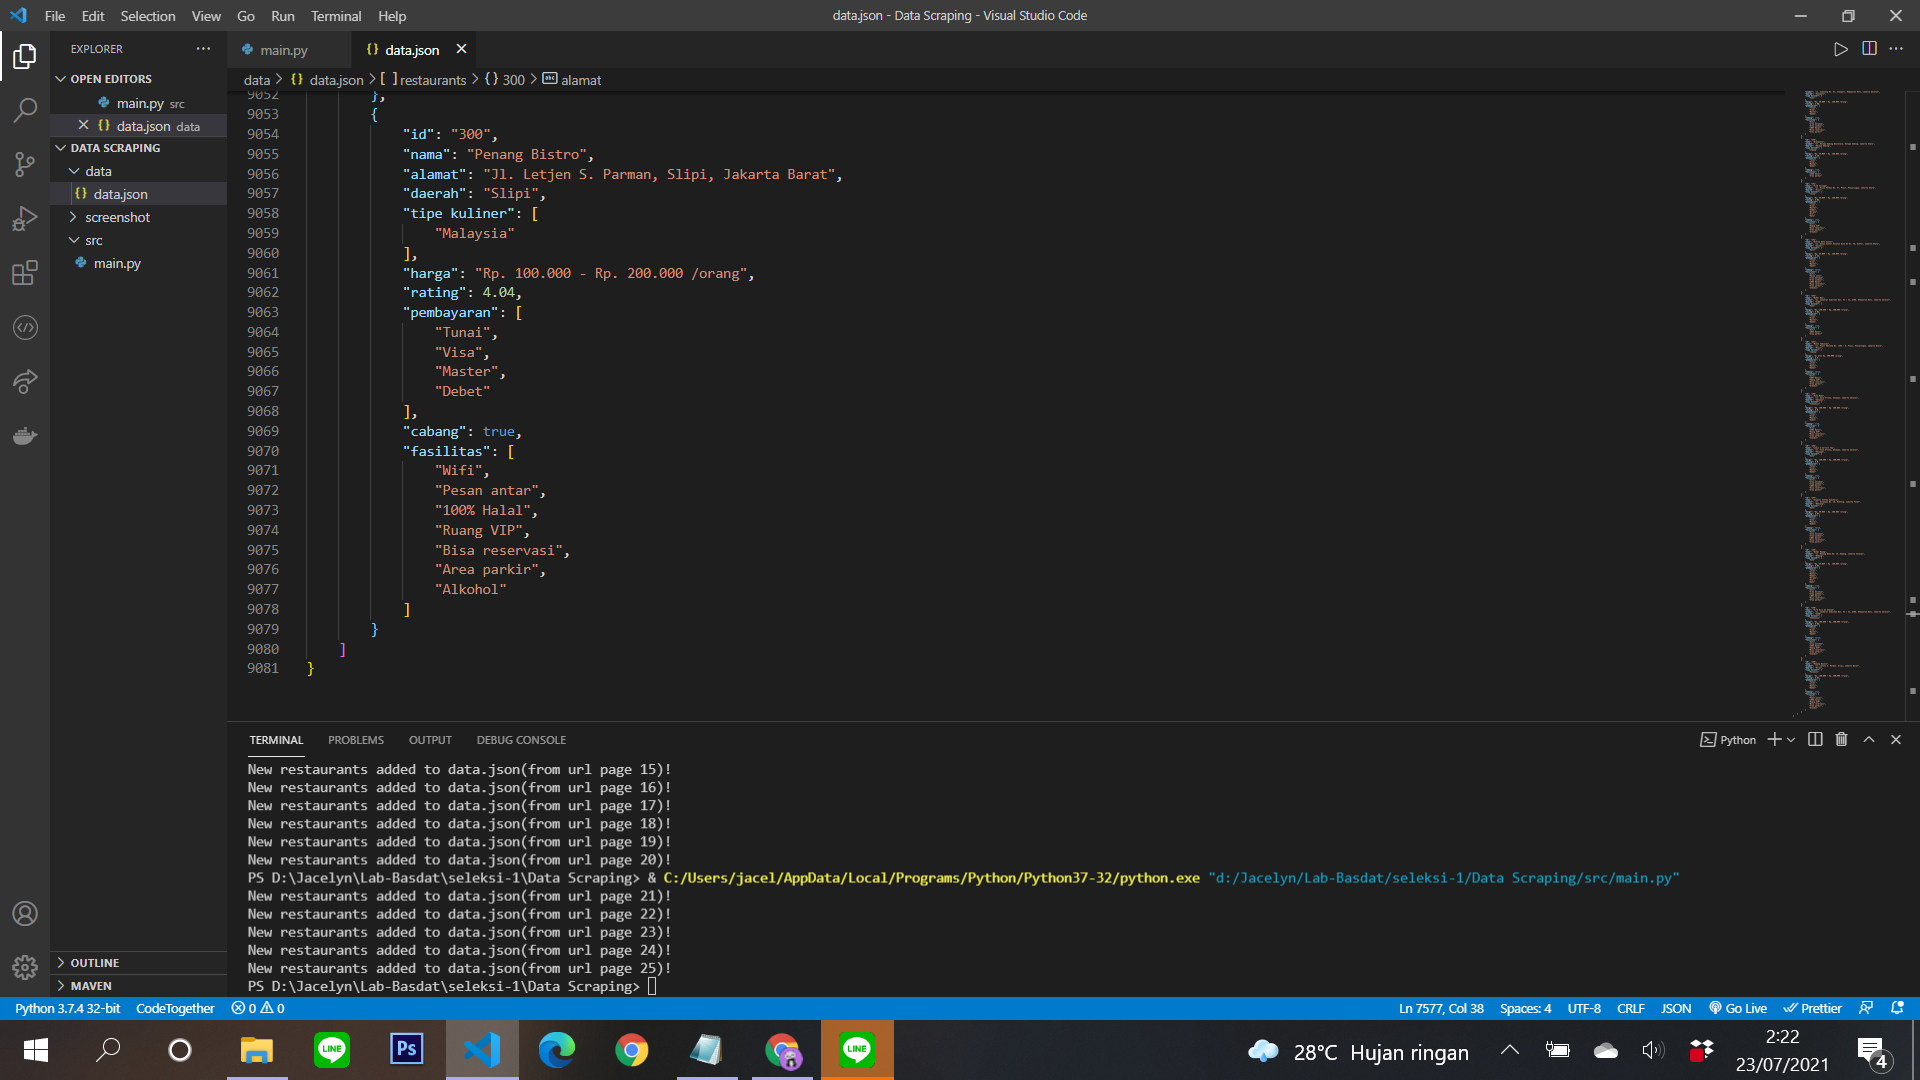 File Edit Selection View Go Run Terminal Help
data.json - Data Scraping - Visual Studio Code
EXPLORER
OPEN EDITORS
main.py src
data.json data
DATA SCRAPING
data
data.json
screenshot
src
main.py
OUTLINE
MAVEN
main.py
data.json
data > data.json > [ ] restaurants > {} 300 > alamat
9052 },
9053 {
9054 "id": "300",
9055 "nama": "Penang Bistro",
9056 "alamat": "Jl. Letjen S. Parman, Slipi, Jakarta Barat",
9057 "daerah": "Slipi",
9058 "tipe kuliner": [
9059 "Malaysia"
9060 ],
9061 "harga": "Rp. 100.000 - Rp. 200.000 /orang",
9062 "rating": 4.04,
9063 "pembayaran": [
9064 "Tunai",
9065 "Visa",
9066 "Master",
9067 "Debet"
9068 ],
9069 "cabang": true,
9070 "fasilitas": [
9071 "Wifi",
9072 "Pesan antar",
9073 "100% Halal",
9074 "Ruang VIP",
9075 "Bisa reservasi",
9076 "Area parkir",
9077 "Alkohol"
9078 ]
9079 }
9080 ]
9081 }
TERMINAL PROBLEMS OUTPUT DEBUG CONSOLE
Python
New restaurants added to data.json(from url page 15)!
New restaurants added to data.json(from url page 16)!
New restaurants added to data.json(from url page 17)!
New restaurants added to data.json(from url page 18)!
New restaurants added to data.json(from url page 19)!
New restaurants added to data.json(from url page 20)!
PS D:\Jacelyn\Lab-Basdat\seleksi-1\Data Scraping> & C:/Users/jacel/AppData/Local/Programs/Python/Python37-32/python.exe "d:/Jacelyn/Lab-Basdat/seleksi-1/Data Scraping/src/main.py"
New restaurants added to data.json(from url page 21)!
New restaurants added to data.json(from url page 22)!
New restaurants added to data.json(from url page 23)!
New restaurants added to data.json(from url page 24)!
New restaurants added to data.json(from url page 25)!
PS D:\Jacelyn\Lab-Basdat\seleksi-1\Data Scraping>
Python 3.7.4 32-bit CodeTogether 0 0
Ln 7577, Col 38 Spaces: 4 UTF-8 CRLF JSON Go Live Prettier
LINE
Ps
LINE
28°C Hujan ringan
2:22
23/07/2021
4